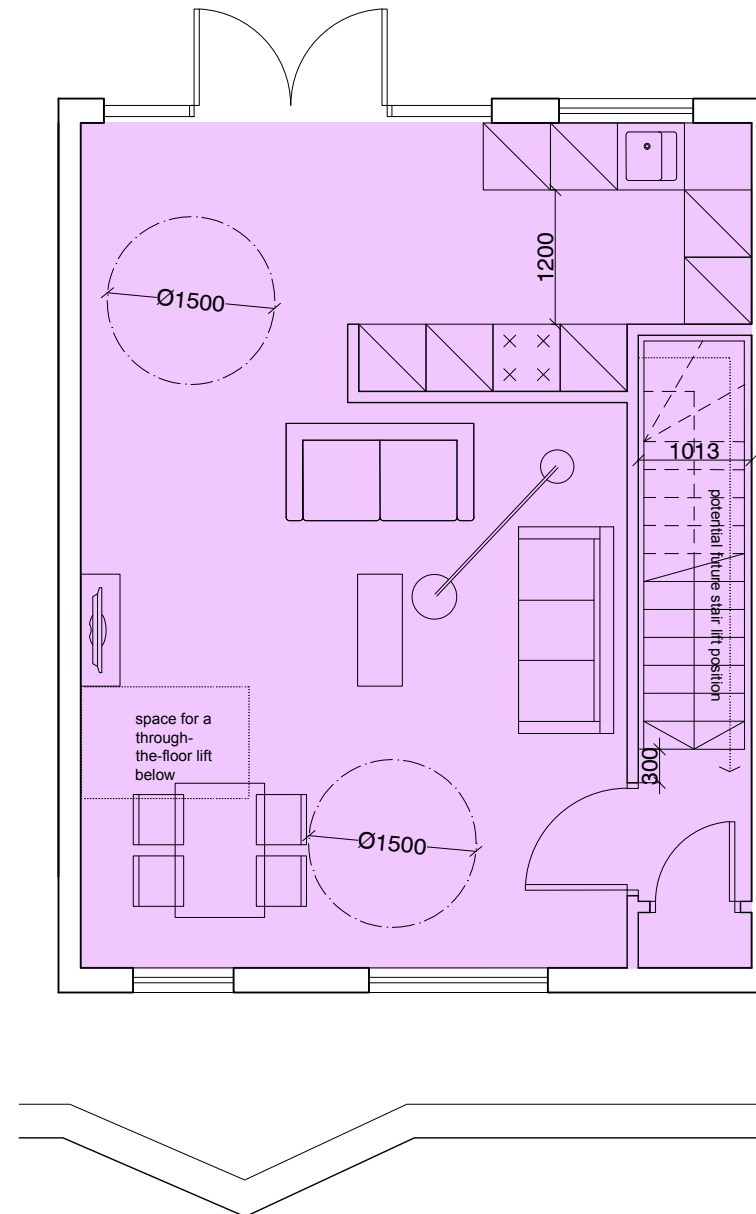 1200
Ø1500
1013
potential future stair lift position
space for a
through-
the-floor lift
below
300
Ø1500